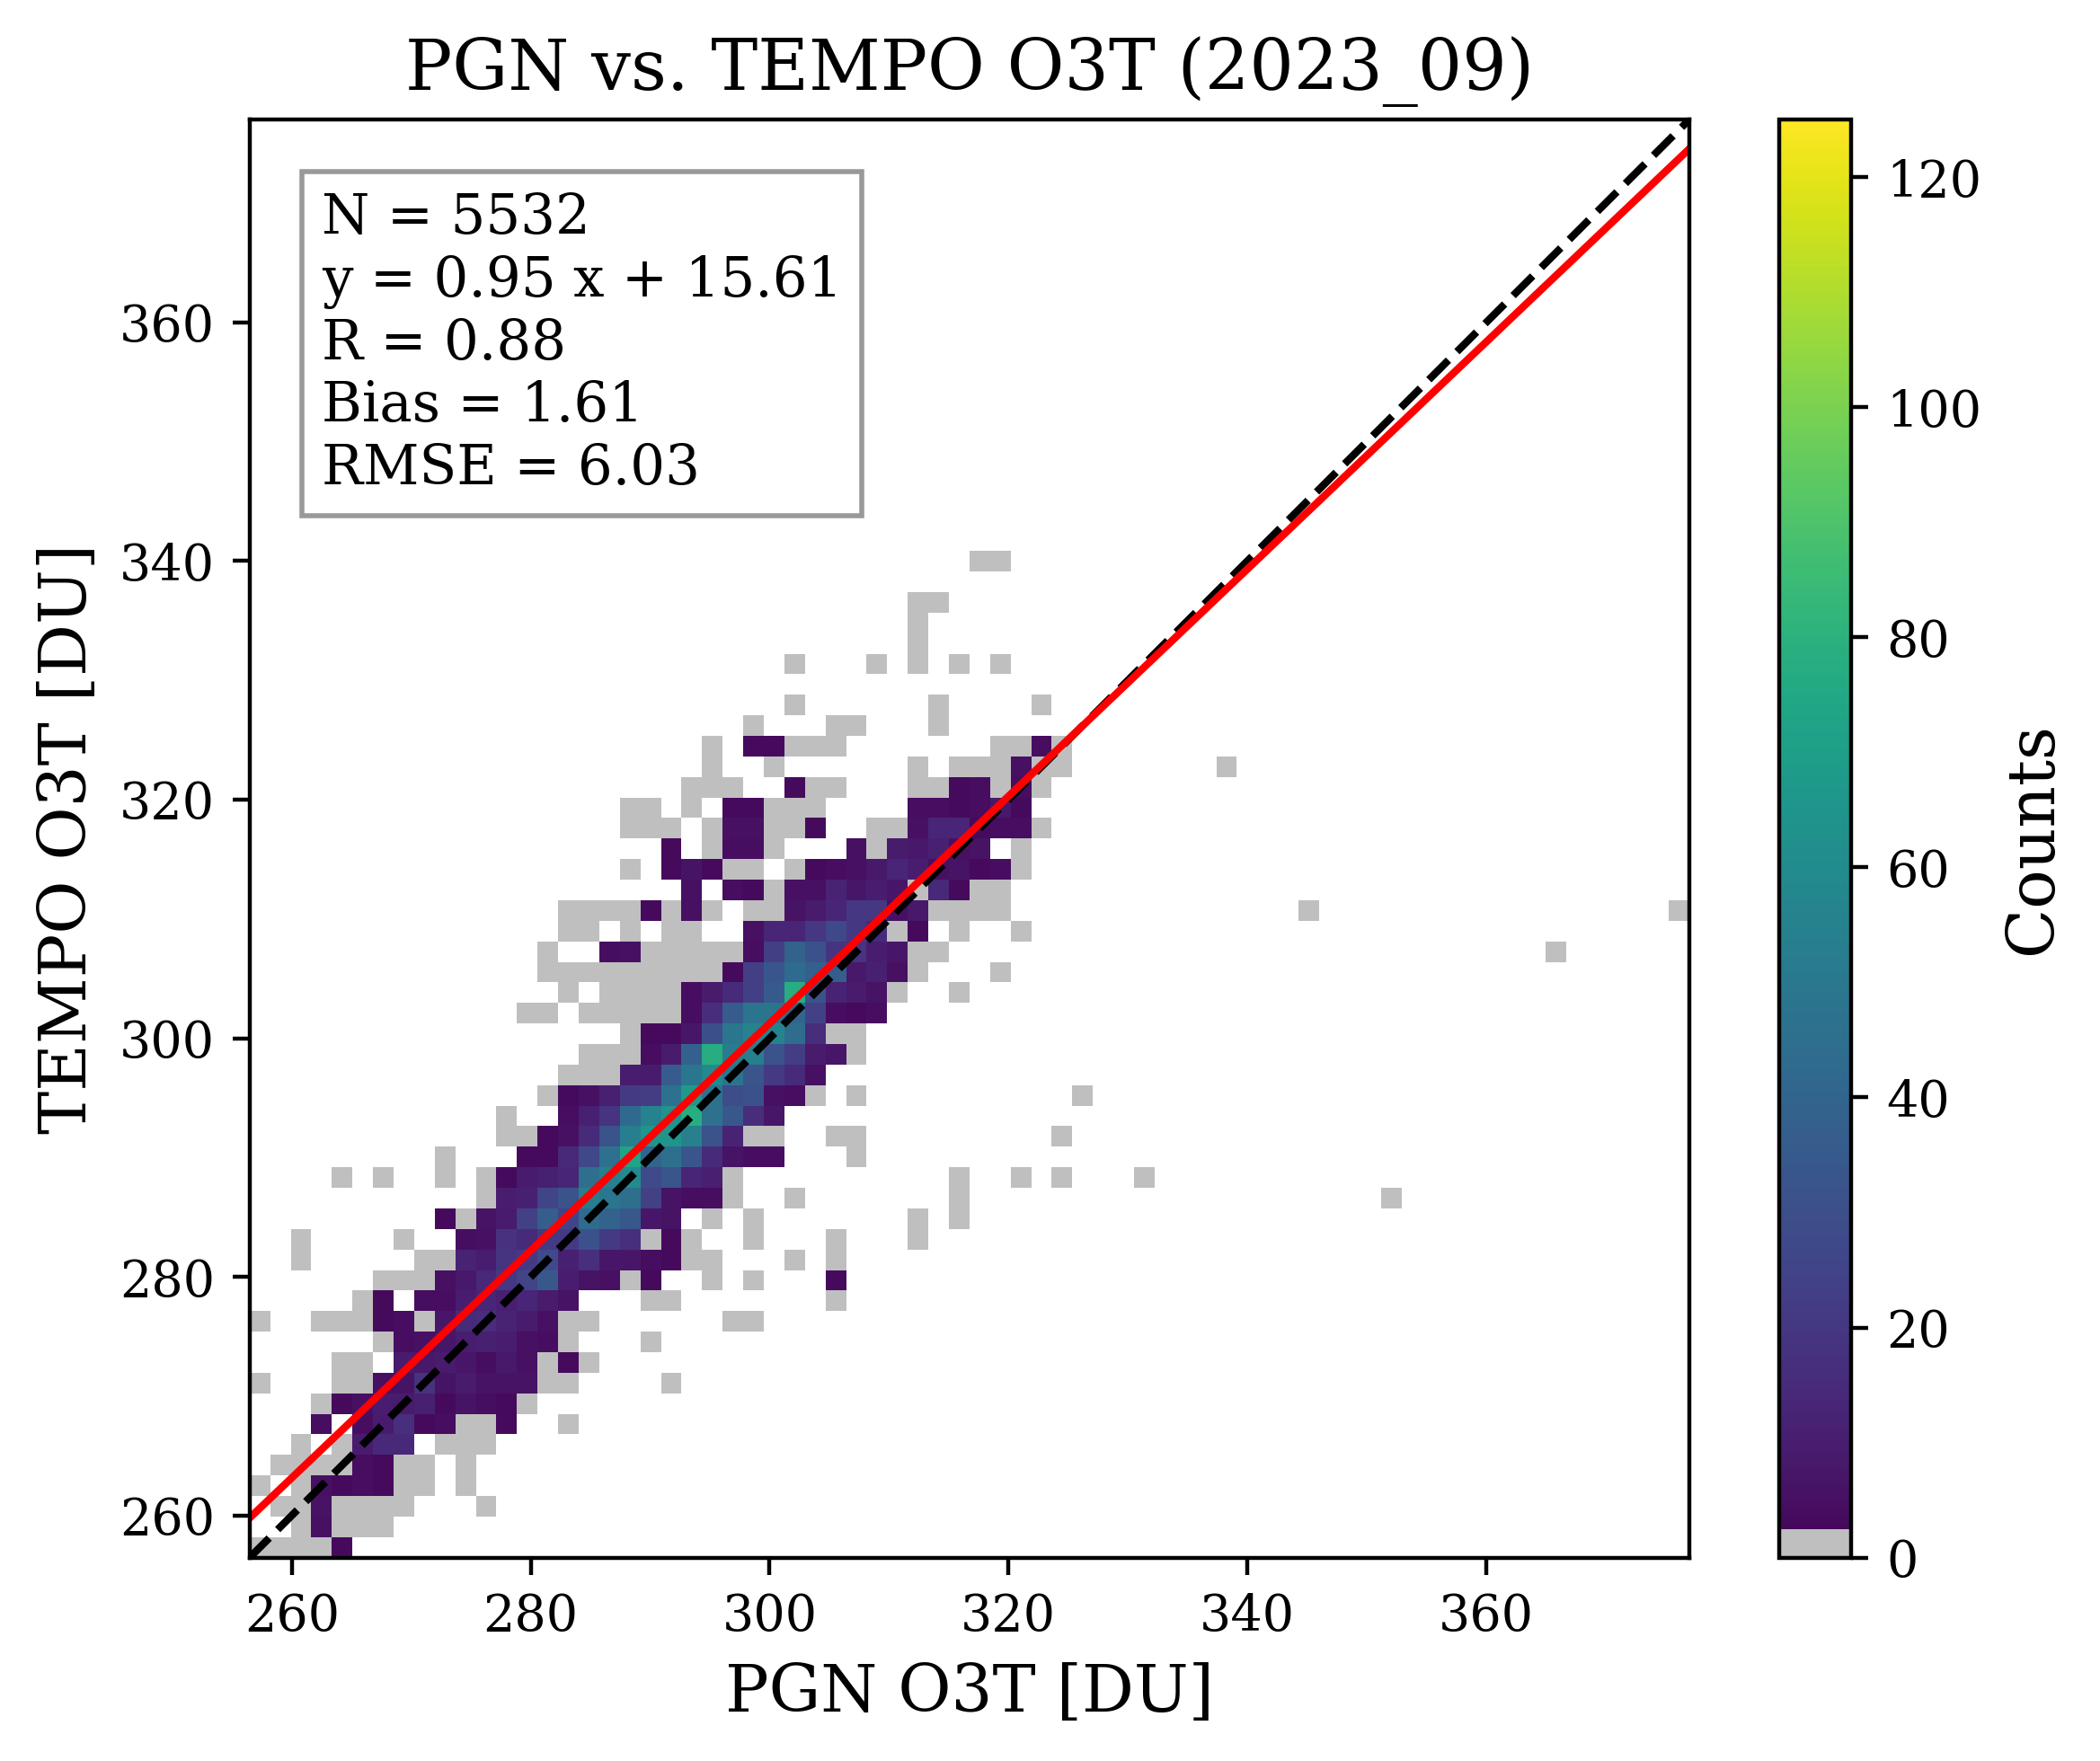 PGN vs. TEMPO O3T (2023_09)
N = 5532
y = 0.95 x + 15.61
R = 0.88
Bias = 1.61
RMSE = 6.03
TEMPO O3T [DU]
360
340
320
300
280
260
260 280 300 320 340 360
PGN O3T [DU]
120
100
80
60
40
20
0
Counts